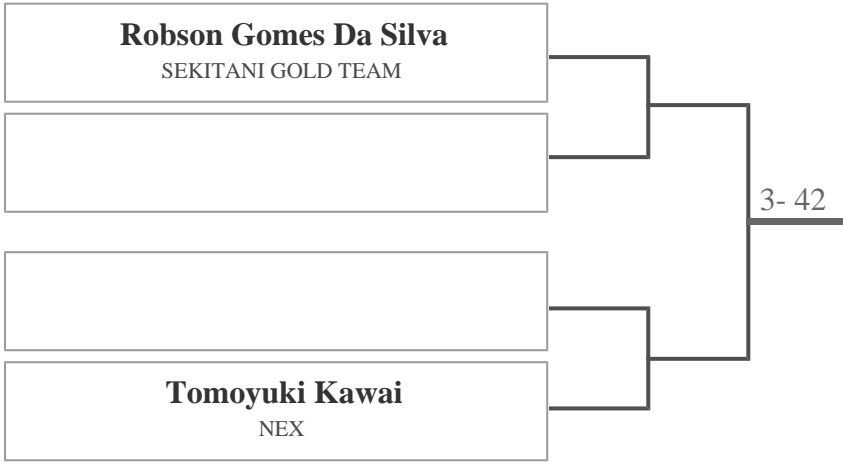 Robson Gomes Da Silva
SEKITANI GOLD TEAM
3- 42
Tomoyuki Kawai
NEX